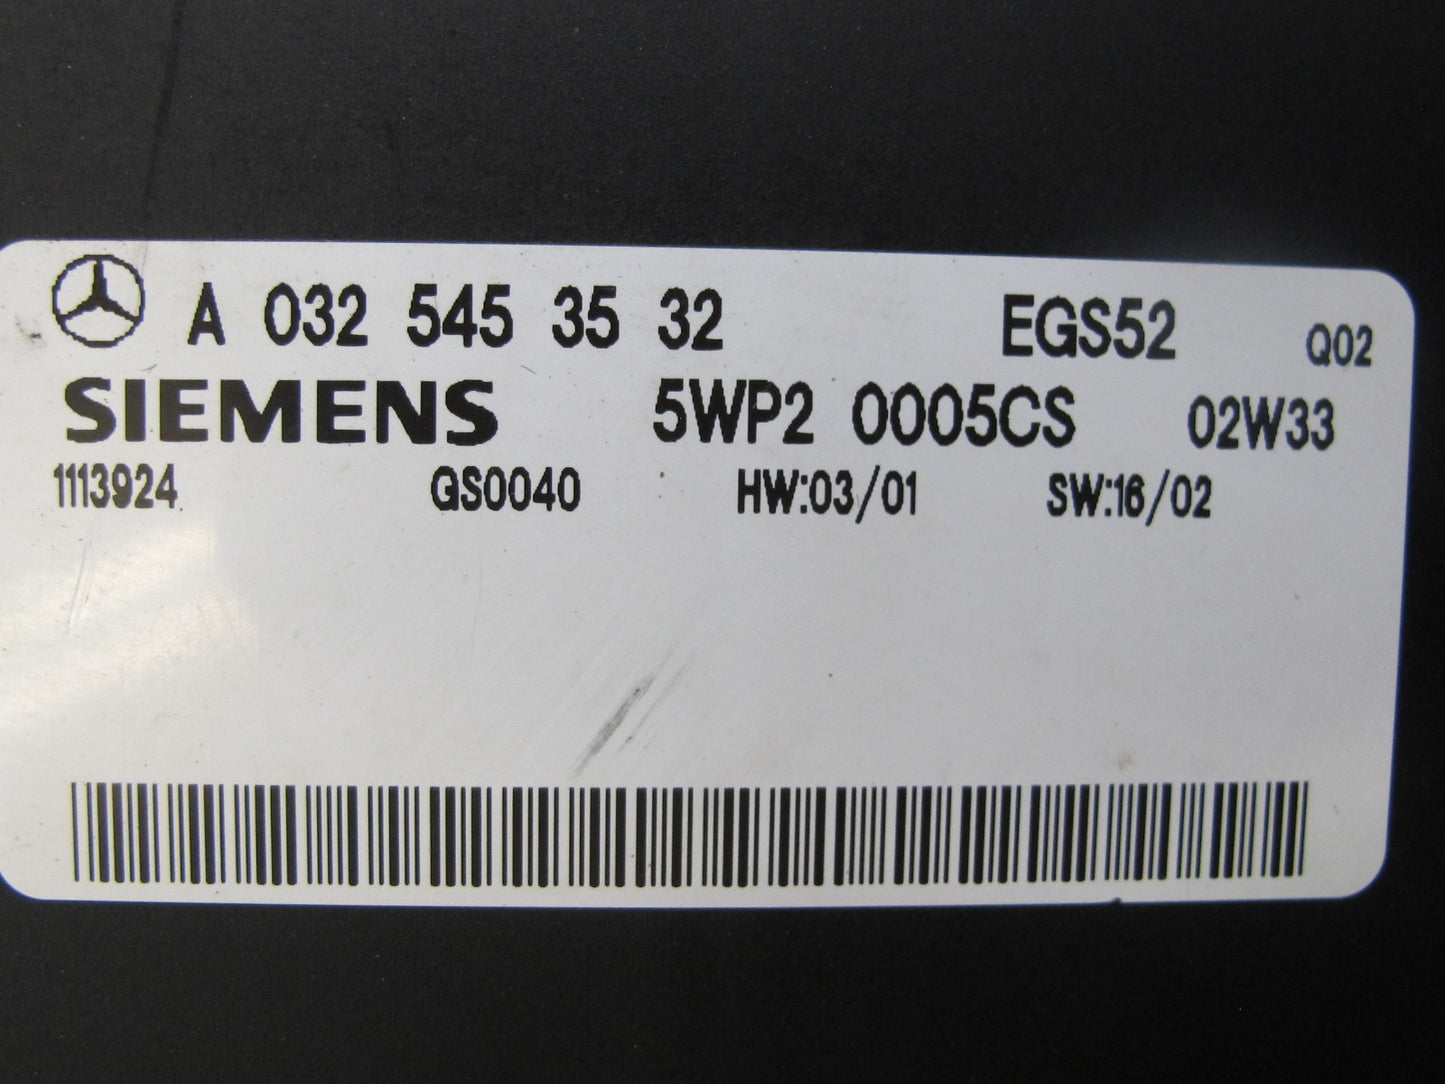 A 032 545 35 32 EGS52 Q02
SIEMENS 5WP2 0005CS 02W33
1113924 GS0040 HW:03/01 SW:16/02